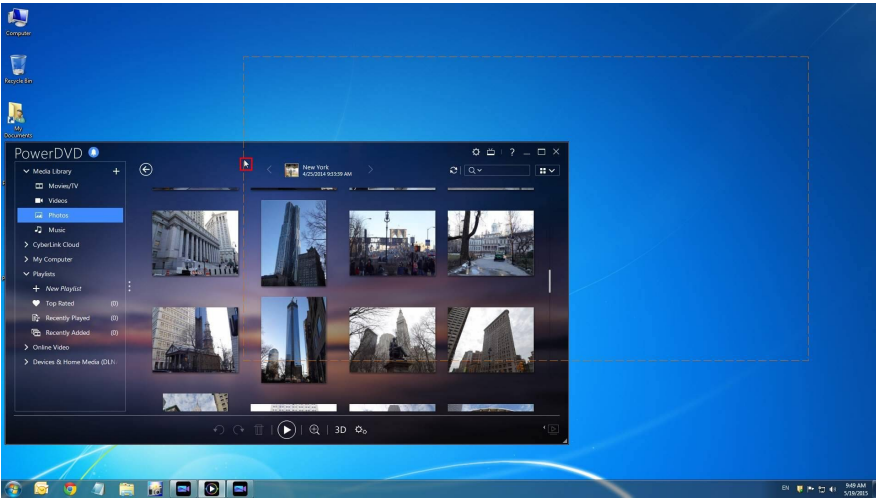 Computer
Recycle Bin
My
Documents
PowerDVD
?
Media Library
Movies/TV
Videos
Photos
Music
CyberLink Cloud
My Computer
Playlists
New Playlist
Top Rated (0)
Recently Played (0)
Recently Added (0)
Online Video
Devices & Home Media (DLN
New York
4/25/2014 9:53:39 AM
3D
EN
9:49 AM
5/19/2015